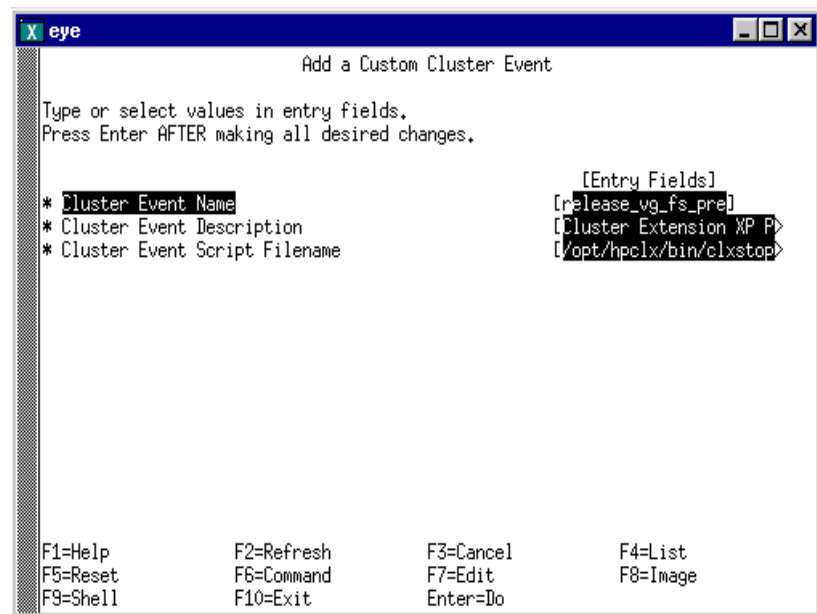 X eye
Add a Custom Cluster Event
Type or select values in entry fields.
Press Enter AFTER making all desired changes.
[Entry Fields]
* Cluster Event Name [release_vg_fs_pre]
* Cluster Event Description [Cluster Extension XP P>
* Cluster Event Script Filename [/opt/hpclx/bin/clxstop>
F1=Help F2=Refresh F3=Cancel F4=List
F5=Reset F6=Command F7=Edit F8=Image
F9=Shell F10=Exit Enter=Do